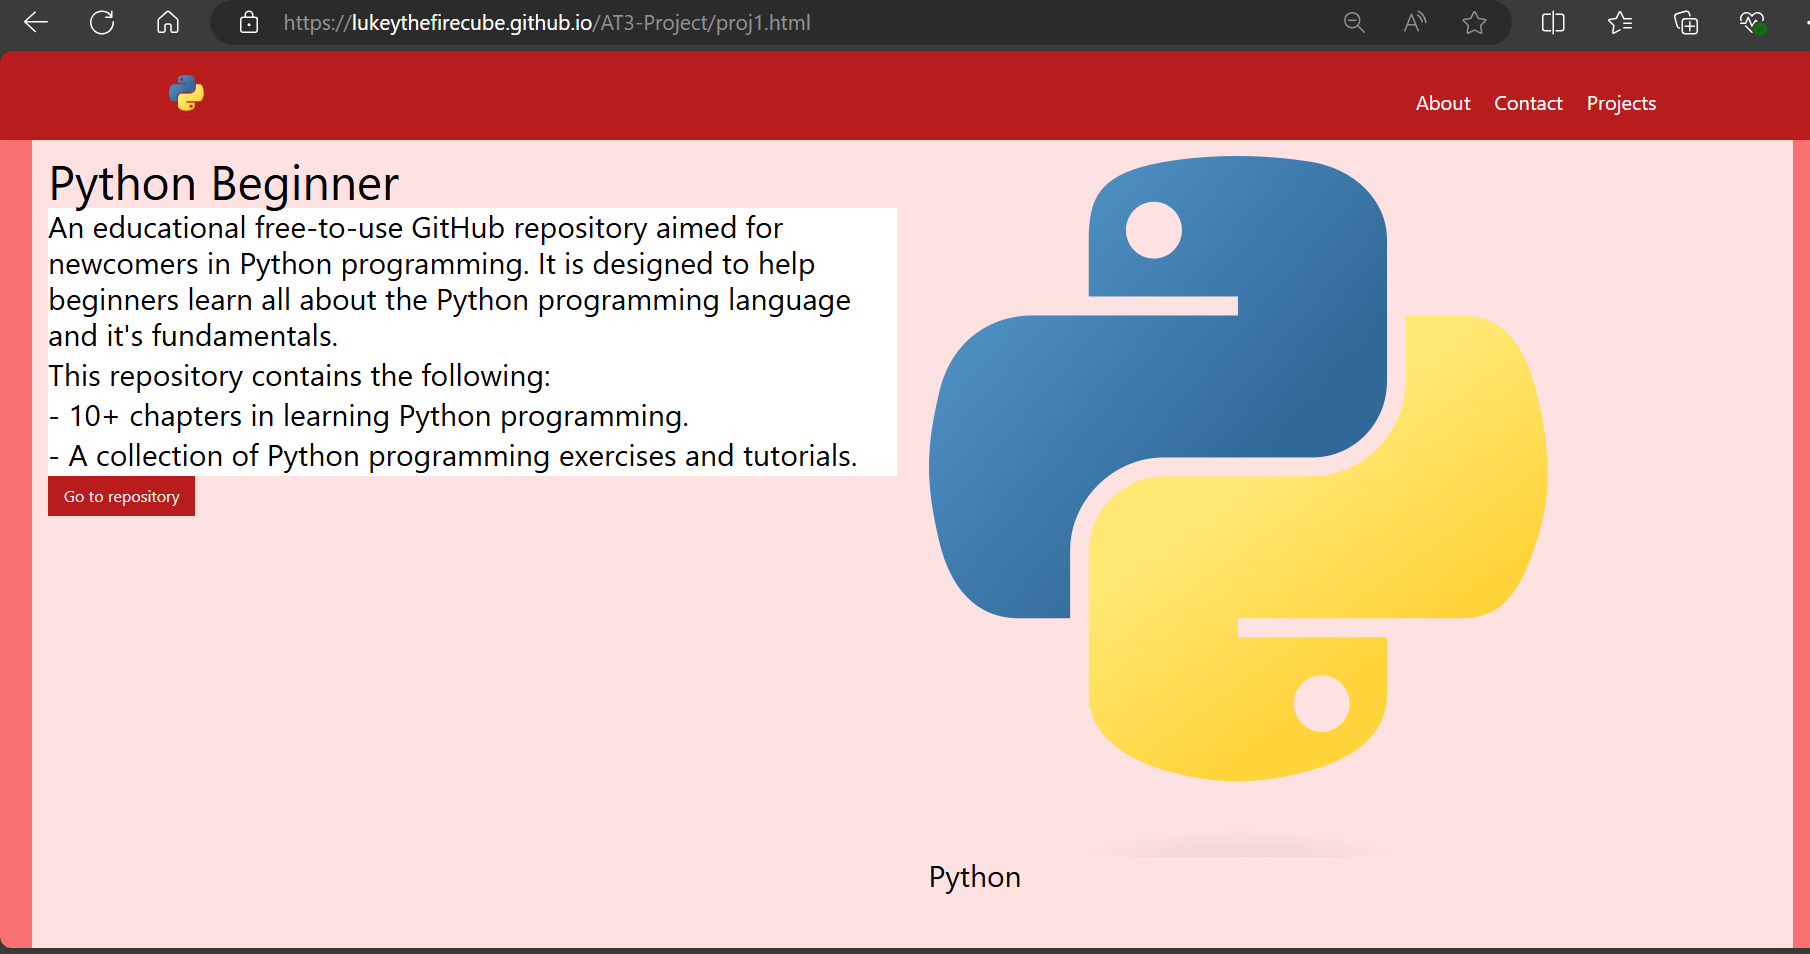 https://lukeythefirecube.github.io/AT3-Project/proj1.html
About Contact Projects
Python Beginner
An educational free-to-use GitHub repository aimed for
newcomers in Python programming. It is designed to help
beginners learn all about the Python programming language
and it's fundamentals.
This repository contains the following:
- 10+ chapters in learning Python programming.
- A collection of Python programming exercises and tutorials.
Go to repository
Python